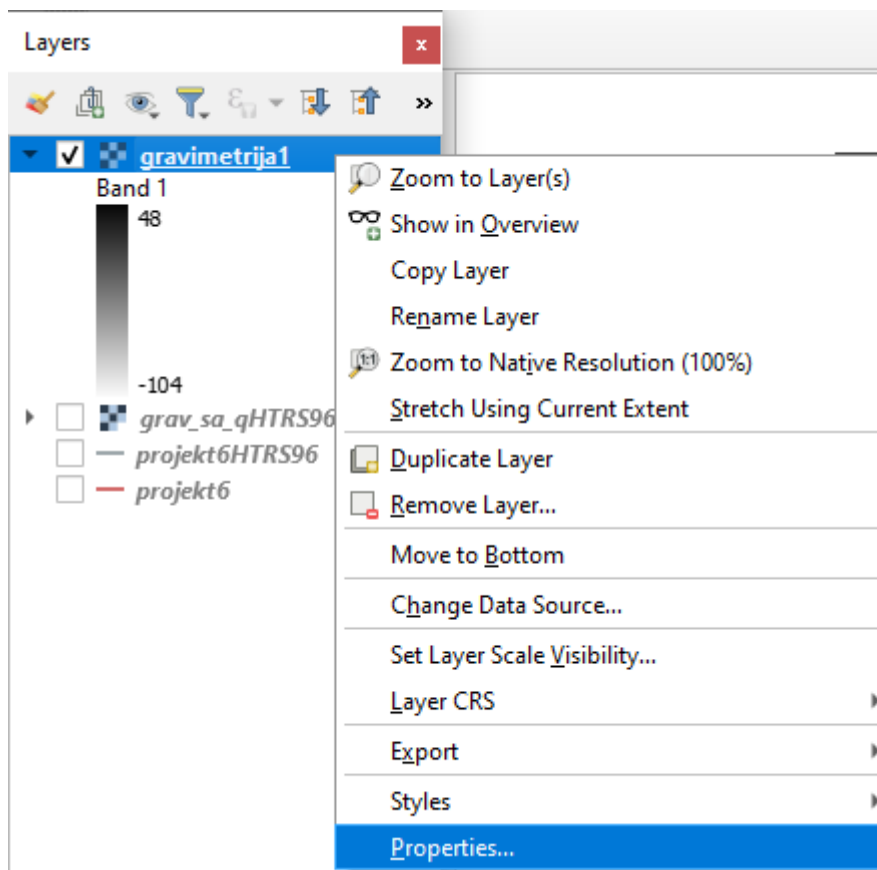 Layers
x
»
gravimetrija1
Band 1
48
-104
grav_sa_qHTRS96
projekt6HTRS96
projekt6
Zoom to Layer(s)
Show in Overview
Copy Layer
Rename Layer
1:1 Zoom to Native Resolution (100%)
Stretch Using Current Extent
Duplicate Layer
Remove Layer...
Move to Bottom
Change Data Source...
Set Layer Scale Visibility...
Layer CRS
Export
Styles
Properties...